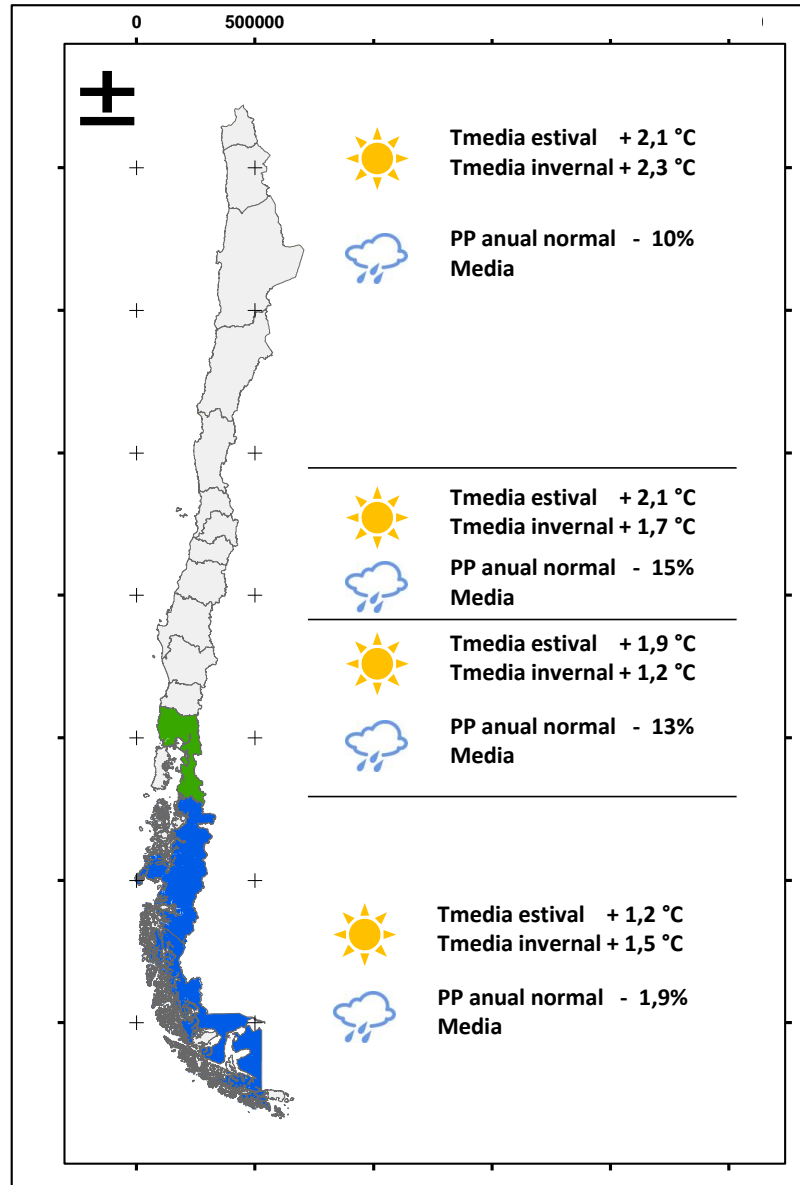 0 500000
Tmedia estival + 2,1 °C
Tmedia invernal + 2,3 °C
PP anual normal - 10%
Media
Tmedia estival + 2,1 °C
Tmedia invernal + 1,7 °C
PP anual normal - 15%
Media
Tmedia estival + 1,9 °C
Tmedia invernal + 1,2 °C
PP anual normal - 13%
Media
Tmedia estival + 1,2 °C
Tmedia invernal + 1,5 °C
PP anual normal - 1,9%
Media